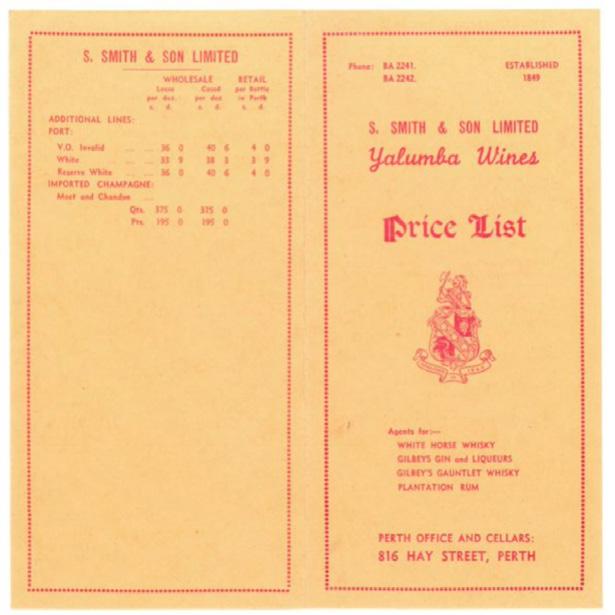 S. SMITH & SON LIMITED
WHOLESALE RETAIL
Loose Cased per Bottle
per doz. per doz in Perth
s. d. s. d. s. d.
ADDITIONAL LINES:
PORT:
V.O. Invalid ... ... 36 0 40 6 4 0
White ... ... 33 9 38 3 3 9
Reserve White ... 36 0 40 6 4 0
IMPORTED CHAMPAGNE:
Moet and Chandon ...
Qts. 375 0 375 0
Pts. 195 0 195 0
Phone: BA 2241. ESTABLISHED
BA 2242. 1849
S. SMITH & SON LIMITED
Yalumba Wines
Price List
Agents for:—
WHITE HORSE WHISKY
GILBEYS GIN and LIQUEURS
GILBEY'S GAUNTLET WHISKY
PLANTATION RUM
PERTH OFFICE AND CELLARS:
816 HAY STREET, PERTH